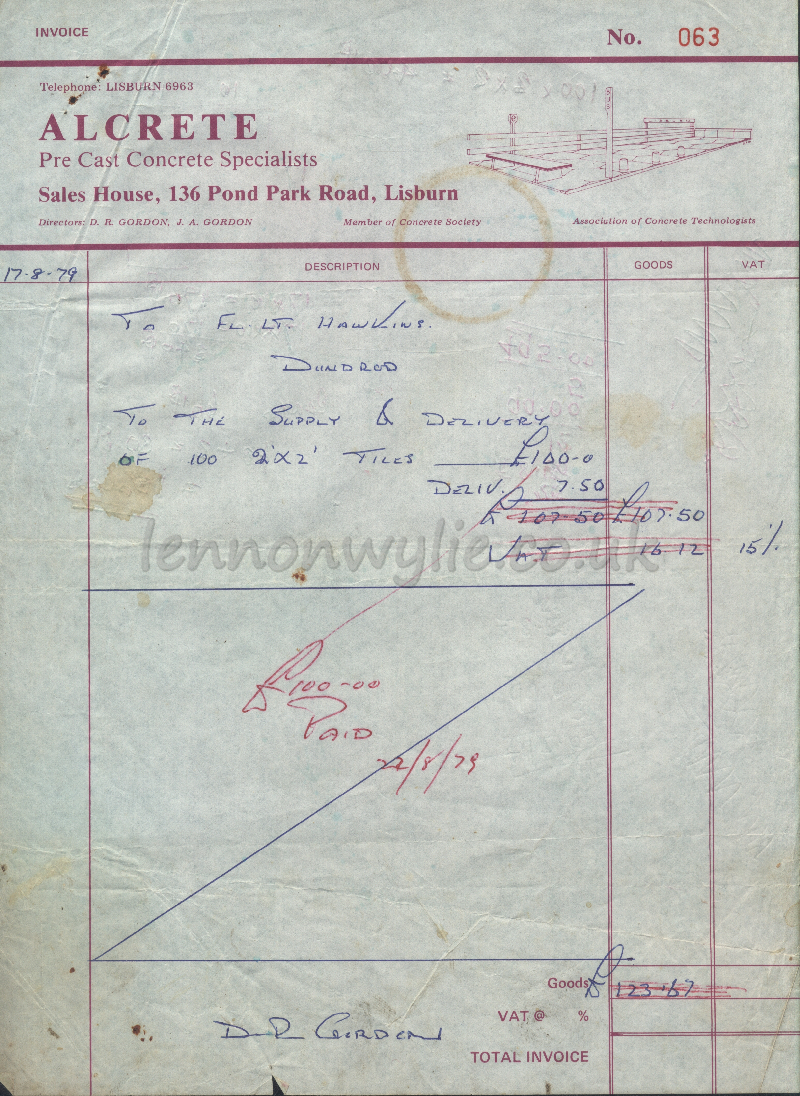 INVOICE
No. 063
Telephone: LISBURN 6963
ALCRETE
Pre Cast Concrete Specialists
Sales House, 136 Pond Park Road, Lisburn
Directors: D. R. GORDON, J. A. GORDON Member of Concrete Society Association of Concrete Technologists
17-8-79 DESCRIPTION GOODS VAT
To FL. LT. HAWKINS.
DUNDROD
To THE SUPPLY & DELIVERY
OF 100 2'X2' TILES £100-0
DELIV. 7.50
£ 107-50 £107-50
VAT 16-12 15%
lennonwylie.co.uk
£100-00
PAID
22/8/79
Goods £ 123-67
VAT @ %
D R GORDON
TOTAL INVOICE